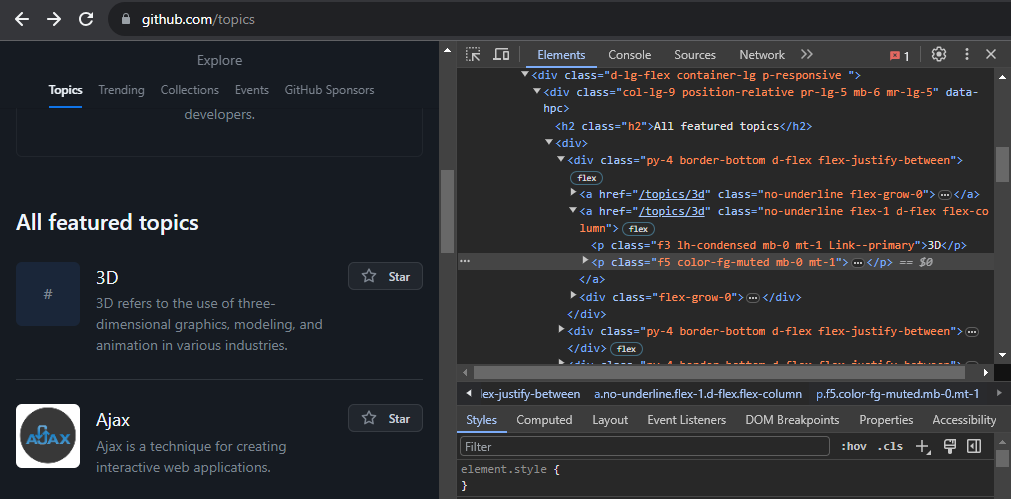 github.com/topics
Explore
Topics Trending Collections Events GitHub Sponsors
developers.
All featured topics
#
3D
Star
3D refers to the use of three-
dimensional graphics, modeling, and
animation in various industries.
AJAX
Ajax
Star
Ajax is a technique for creating
interactive web applications.
Elements Console Sources Network 1
<div class="d-lg-flex container-lg p-responsive ">
<div class="col-lg-9 position-relative pr-lg-5 mb-6 mr-lg-5" data-
hpc>
<h2 class="h2">All featured topics</h2>
<div>
<div class="py-4 border-bottom d-flex flex-justify-between">
flex
<a href="/topics/3d" class="no-underline flex-grow-0">…</a>
<a href="/topics/3d" class="no-underline flex-1 d-flex flex-co
lumn"> flex
<p class="f3 lh-condensed mb-0 mt-1 Link--primary">3D</p>
<p class="f5 color-fg-muted mb-0 mt-1">…</p> == $0
</a>
<div class="flex-grow-0">…</div>
</div>
<div class="py-4 border-bottom d-flex flex-justify-between">…
</div> flex
<div class="py-4 border-bottom d-flex flex-justify-between">…
lex-justify-between a.no-underline.flex-1.d-flex.flex-column p.f5.color-fg-muted.mb-0.mt-1
Styles Computed Layout Event Listeners DOM Breakpoints Properties Accessibility
Filter :hov .cls
element.style {
}